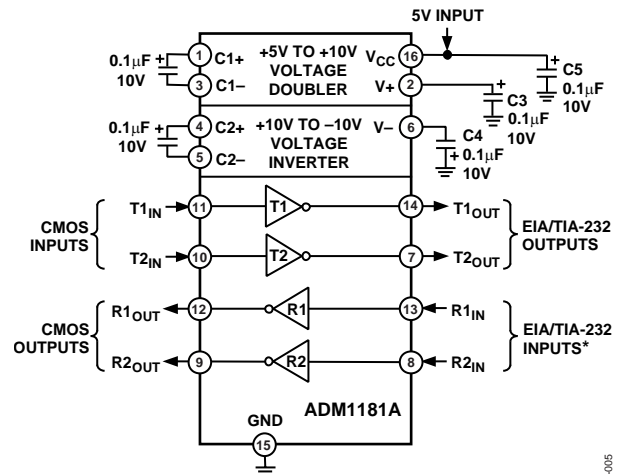 5V INPUT
0.1μF
10V
+
1
C1+
3
C1–
+5V TO +10V
VOLTAGE
DOUBLER
VCC
16
V+
2
+
C5
0.1μF
10V
+
C3
0.1μF
10V
0.1μF
10V
+
4
C2+
5
C2–
+10V TO –10V
VOLTAGE
INVERTER
V–
6
C4
+
0.1μF
10V
CMOS
INPUTS
T1IN
11
T1
14
T1OUT
T2IN
10
T2
7
T2OUT
EIA/TIA-232
OUTPUTS
CMOS
OUTPUTS
R1OUT
12
R1
13
R1IN
R2OUT
9
R2
8
R2IN
EIA/TIA-232
INPUTS*
GND
15
ADM1181A
-005